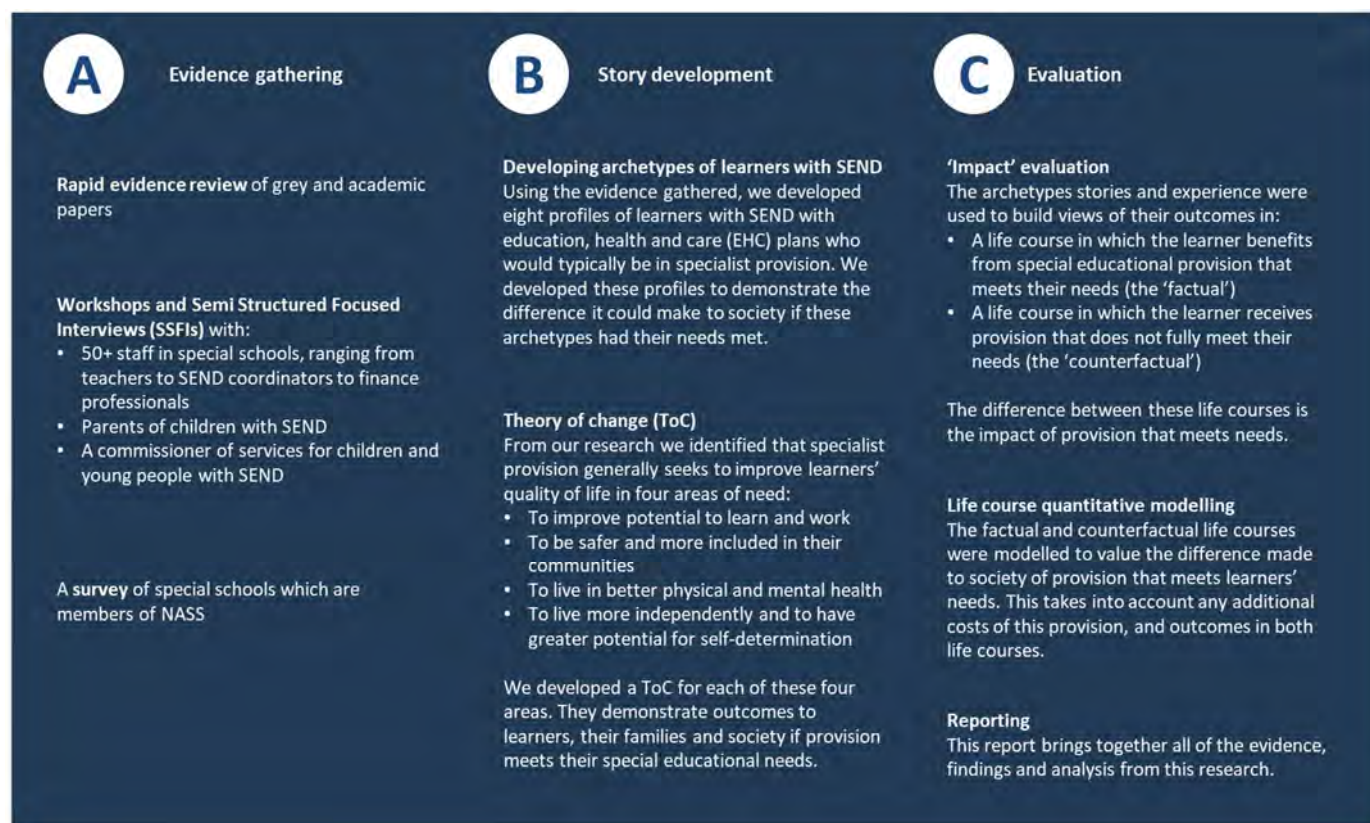 A
Evidence gathering
Rapid evidence review of grey and academic
papers
Workshops and Semi Structured Focused
Interviews (SSFIs) with:
• 50+ staff in special schools, ranging from
teachers to SEND coordinators to finance
professionals
• Parents of children with SEND
• A commissioner of services for children and
young people with SEND
A survey of special schools which are
members of NASS
B
Story development
Developing archetypes of learners with SEND
Using the evidence gathered, we developed
eight profiles of learners with SEND with
education, health and care (EHC) plans who
would typically be in specialist provision. We
developed these profiles to demonstrate the
difference it could make to society if these
archetypes had their needs met.
Theory of change (ToC)
From our research we identified that specialist
provision generally seeks to improve learners’
quality of life in four areas of need:
• To improve potential to learn and work
• To be safer and more included in their
communities
• To live in better physical and mental health
• To live more independently and to have
greater potential for self-determination
We developed a ToC for each of these four
areas. They demonstrate outcomes to
learners, their families and society if provision
meets their special educational needs.
C
Evaluation
‘Impact’ evaluation
The archetypes stories and experience were
used to build views of their outcomes in:
• A life course in which the learner benefits
from special educational provision that
meets their needs (the ‘factual’)
• A life course in which the learner receives
provision that does not fully meet their
needs (the ‘counterfactual’)
The difference between these life courses is
the impact of provision that meets needs.
Life course quantitative modelling
The factual and counterfactual life courses
were modelled to value the difference made
to society of provision that meets learners’
needs. This takes into account any additional
costs of this provision, and outcomes in both
life courses.
Reporting
This report brings together all of the evidence,
findings and analysis from this research.